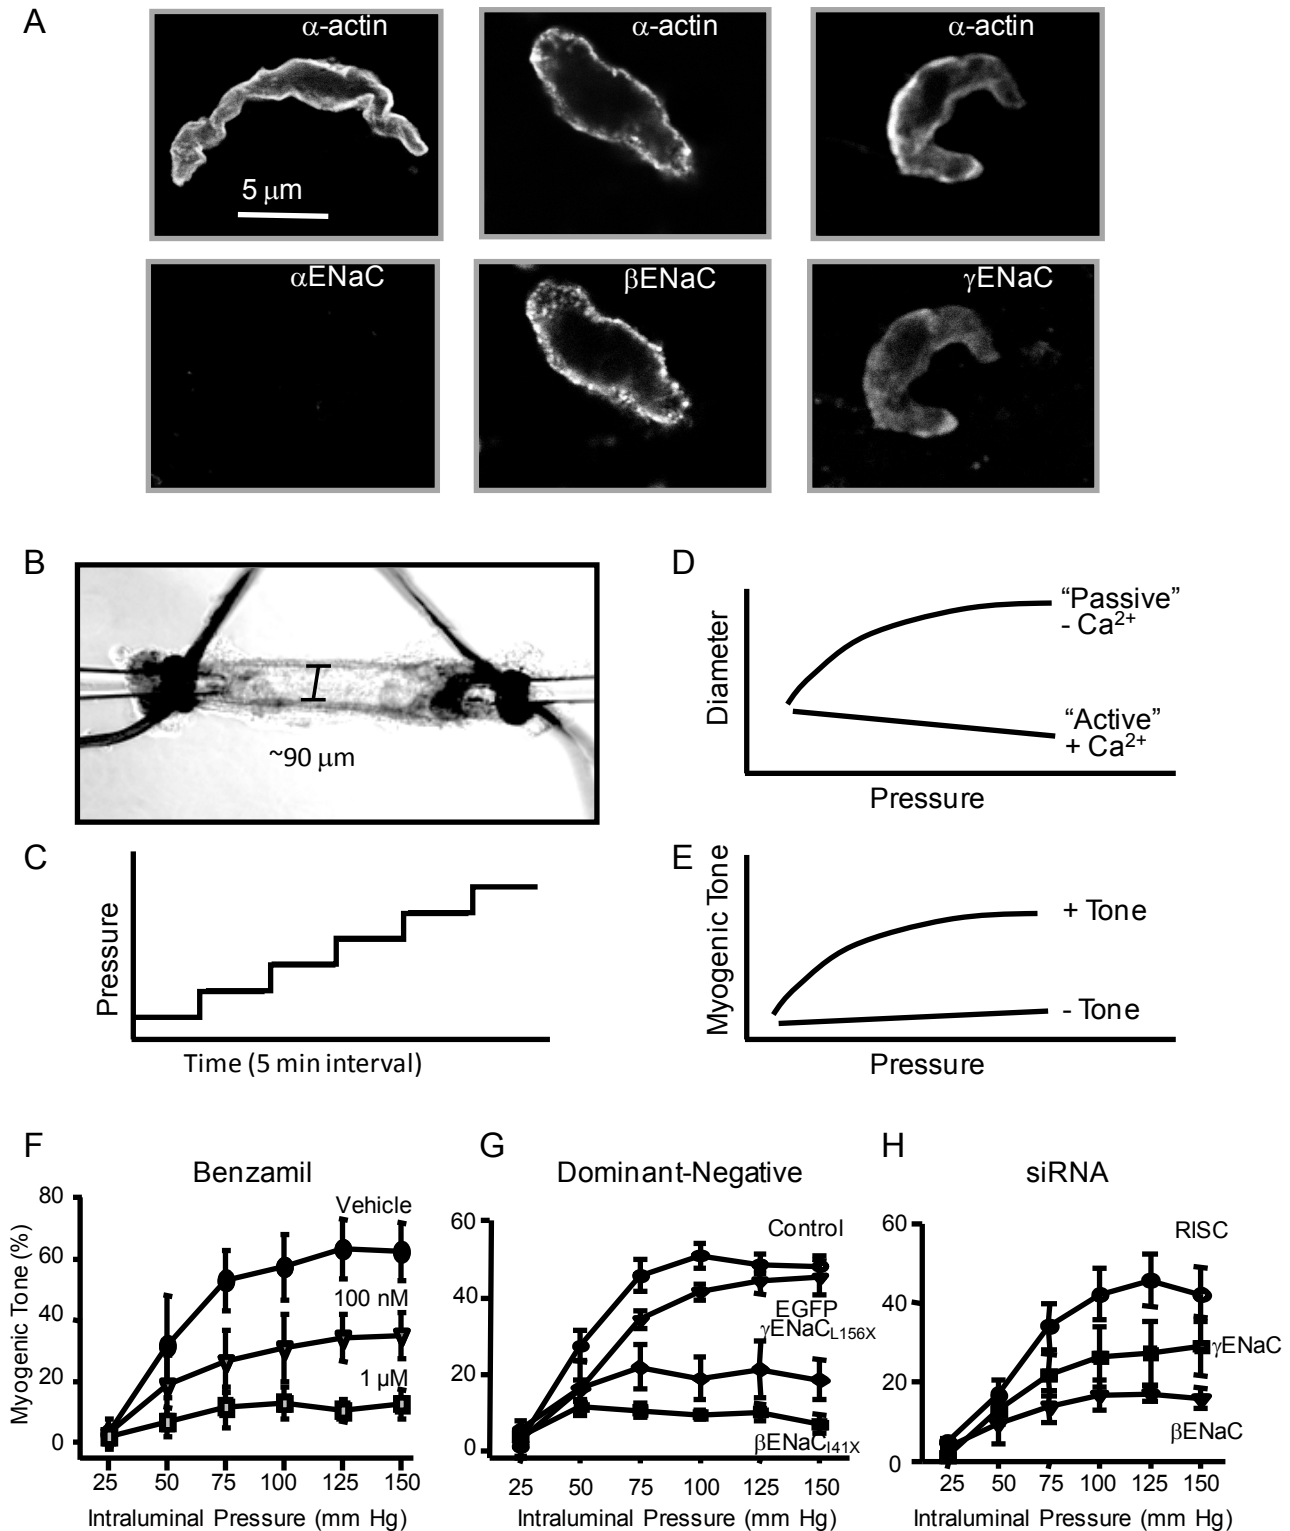 A
α-actin
α-actin
α-actin
5 μm
αENaC
βENaC
γENaC
B
~90 μm
C
Pressure
Time (5 min interval)
D
Diameter
“Passive”
- Ca²⁺
“Active”
+ Ca²⁺
Pressure
E
Myogenic Tone
+ Tone
- Tone
Pressure
F
Benzamil
Myogenic Tone (%)
80
60
40
20
0
Vehicle
100 nM
1 μM
25 50 75 100 125 150
Intraluminal Pressure (mm Hg)
G
Dominant-Negative
60
40
20
0
Control
EGFP
γENaC_L156X
βENaC_I41X
25 50 75 100 125 150
Intraluminal Pressure (mm Hg)
H
siRNA
60
40
20
0
RISC
γENaC
βENaC
25 50 75 100 125 150
Intraluminal Pressure (mm Hg)